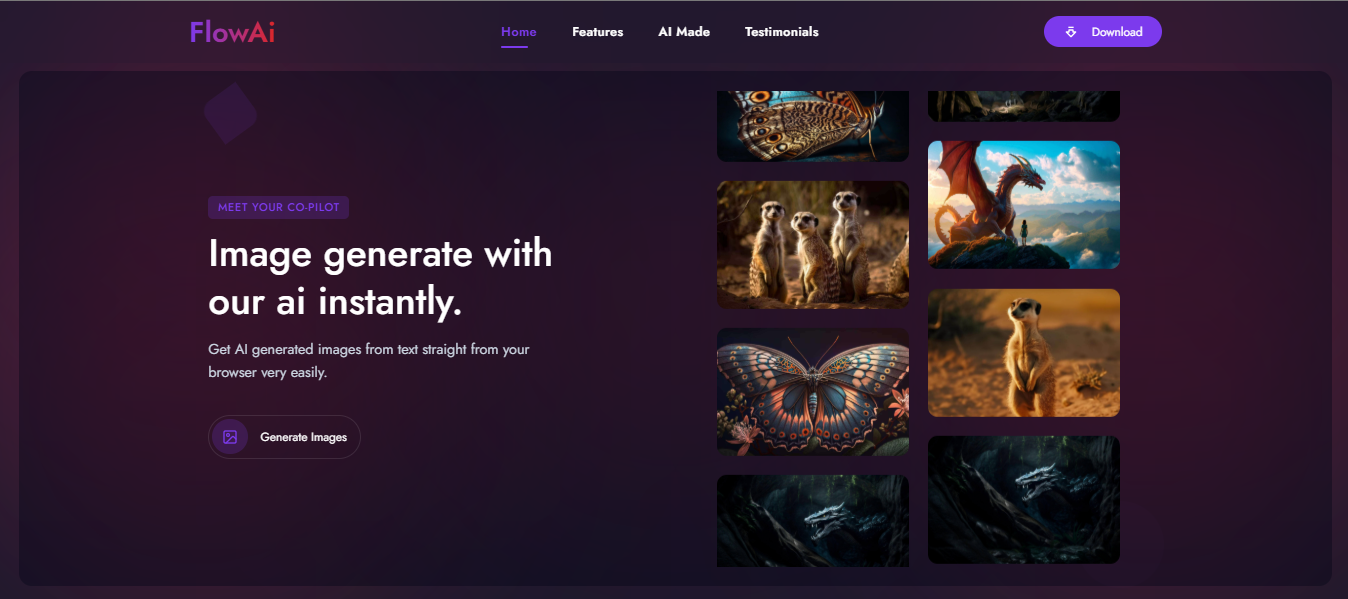 FlowAi
Home
Features
AI Made
Testimonials
Download
MEET YOUR CO-PILOT
Image generate with
our ai instantly.
Get AI generated images from text straight from your
browser very easily.
Generate Images